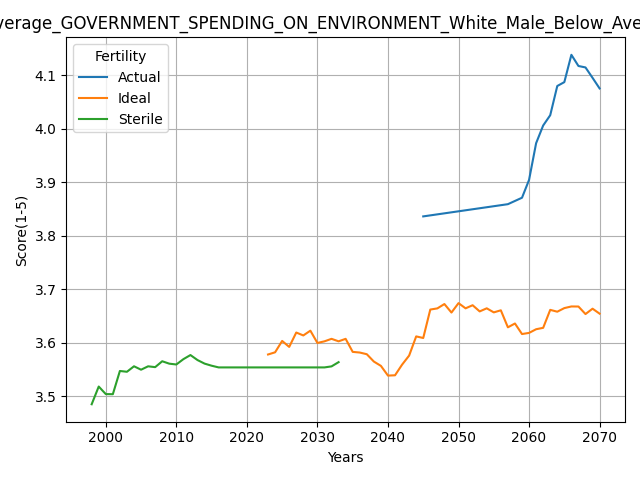 verage_GOVERNMENT_SPENDING_ON_ENVIRONMENT_White_Male_Below_Ave
Fertility
Actual
Ideal
Sterile
Score(1-5)
4.1
4.0
3.9
3.8
3.7
3.6
3.5
2000 2010 2020 2030 2040 2050 2060 2070
Years